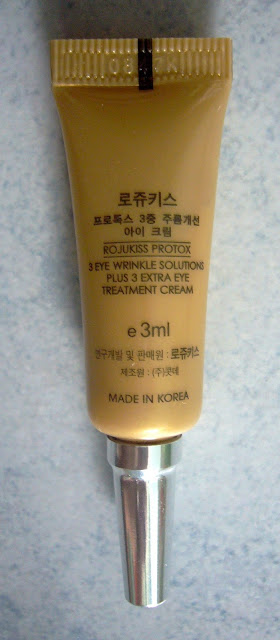 로쥬키스
프로톡스 3중 주름개선
아이 크림
ROJUKISS PROTOX
3 EYE WRINKLE SOLUTIONS
PLUS 3 EXTRA EYE
TREATMENT CREAM
e 3ml
연구개발 및 판매원 : 로쥬키스
제조원 : (주)콧데
MADE IN KOREA